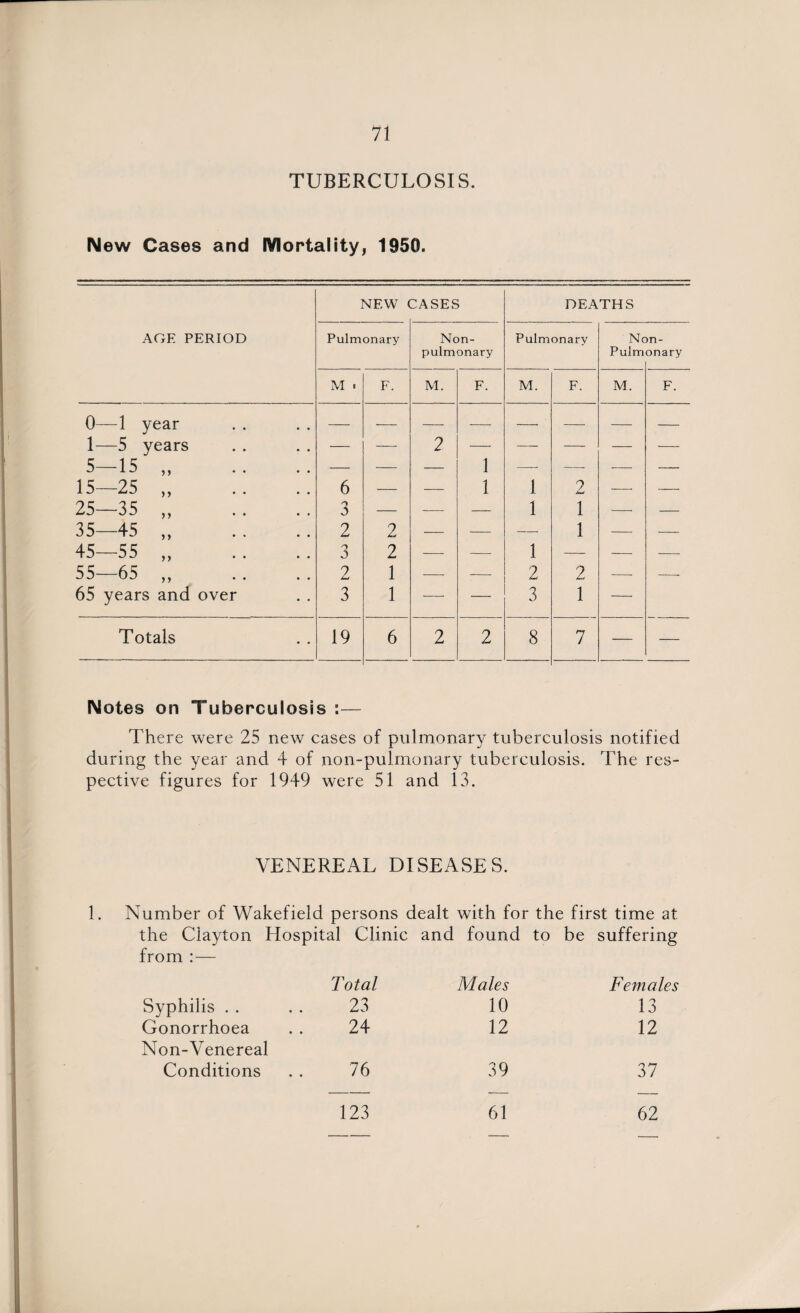 71
TUBERCULOSIS.
New Cases and Mortality, 1950.
AGE PERIOD NEW CASES DEATHS
Pulmonary Non-pulmonary Pulmonary Non-Pulmonary
M. F. M. F. M. F. M. F.
0—1 year . . . . — — — — — — — —
1—5 years . . . . — — 2 — — — — —
5—15 „ . . . . — — — 1 — — — —
15—25 „ . . . . 6 — — 1 1 2 — —
25—35 „ . . . . 3 — — — 1 1 — —
35—45 „ . . . . 2 2 — — — 1 — —
45—55 „ . . . . 3 2 — — 1 — — —
55—65 „ . . . . 2 1 — — 2 2 — —
65 years and over . . 3 1 — — 3 1 —
Totals . . 19 6 2 2 8 7 — —
Notes on Tuberculosis :—
There were 25 new cases of pulmonary tuberculosis notified
during the year and 4 of non-pulmonary tuberculosis. The res-
pective figures for 1949 were 51 and 13.
VENEREAL DISEASES.
1. Number of Wakefield persons dealt with for the first time at
the Clayton Hospital Clinic and found to be suffering
from :—
Total Males Females
Syphilis . . . . 23 10 13
Gonorrhoea . . 24 12 12
Non-Venereal
Conditions . . 76 39 37
123 61 62